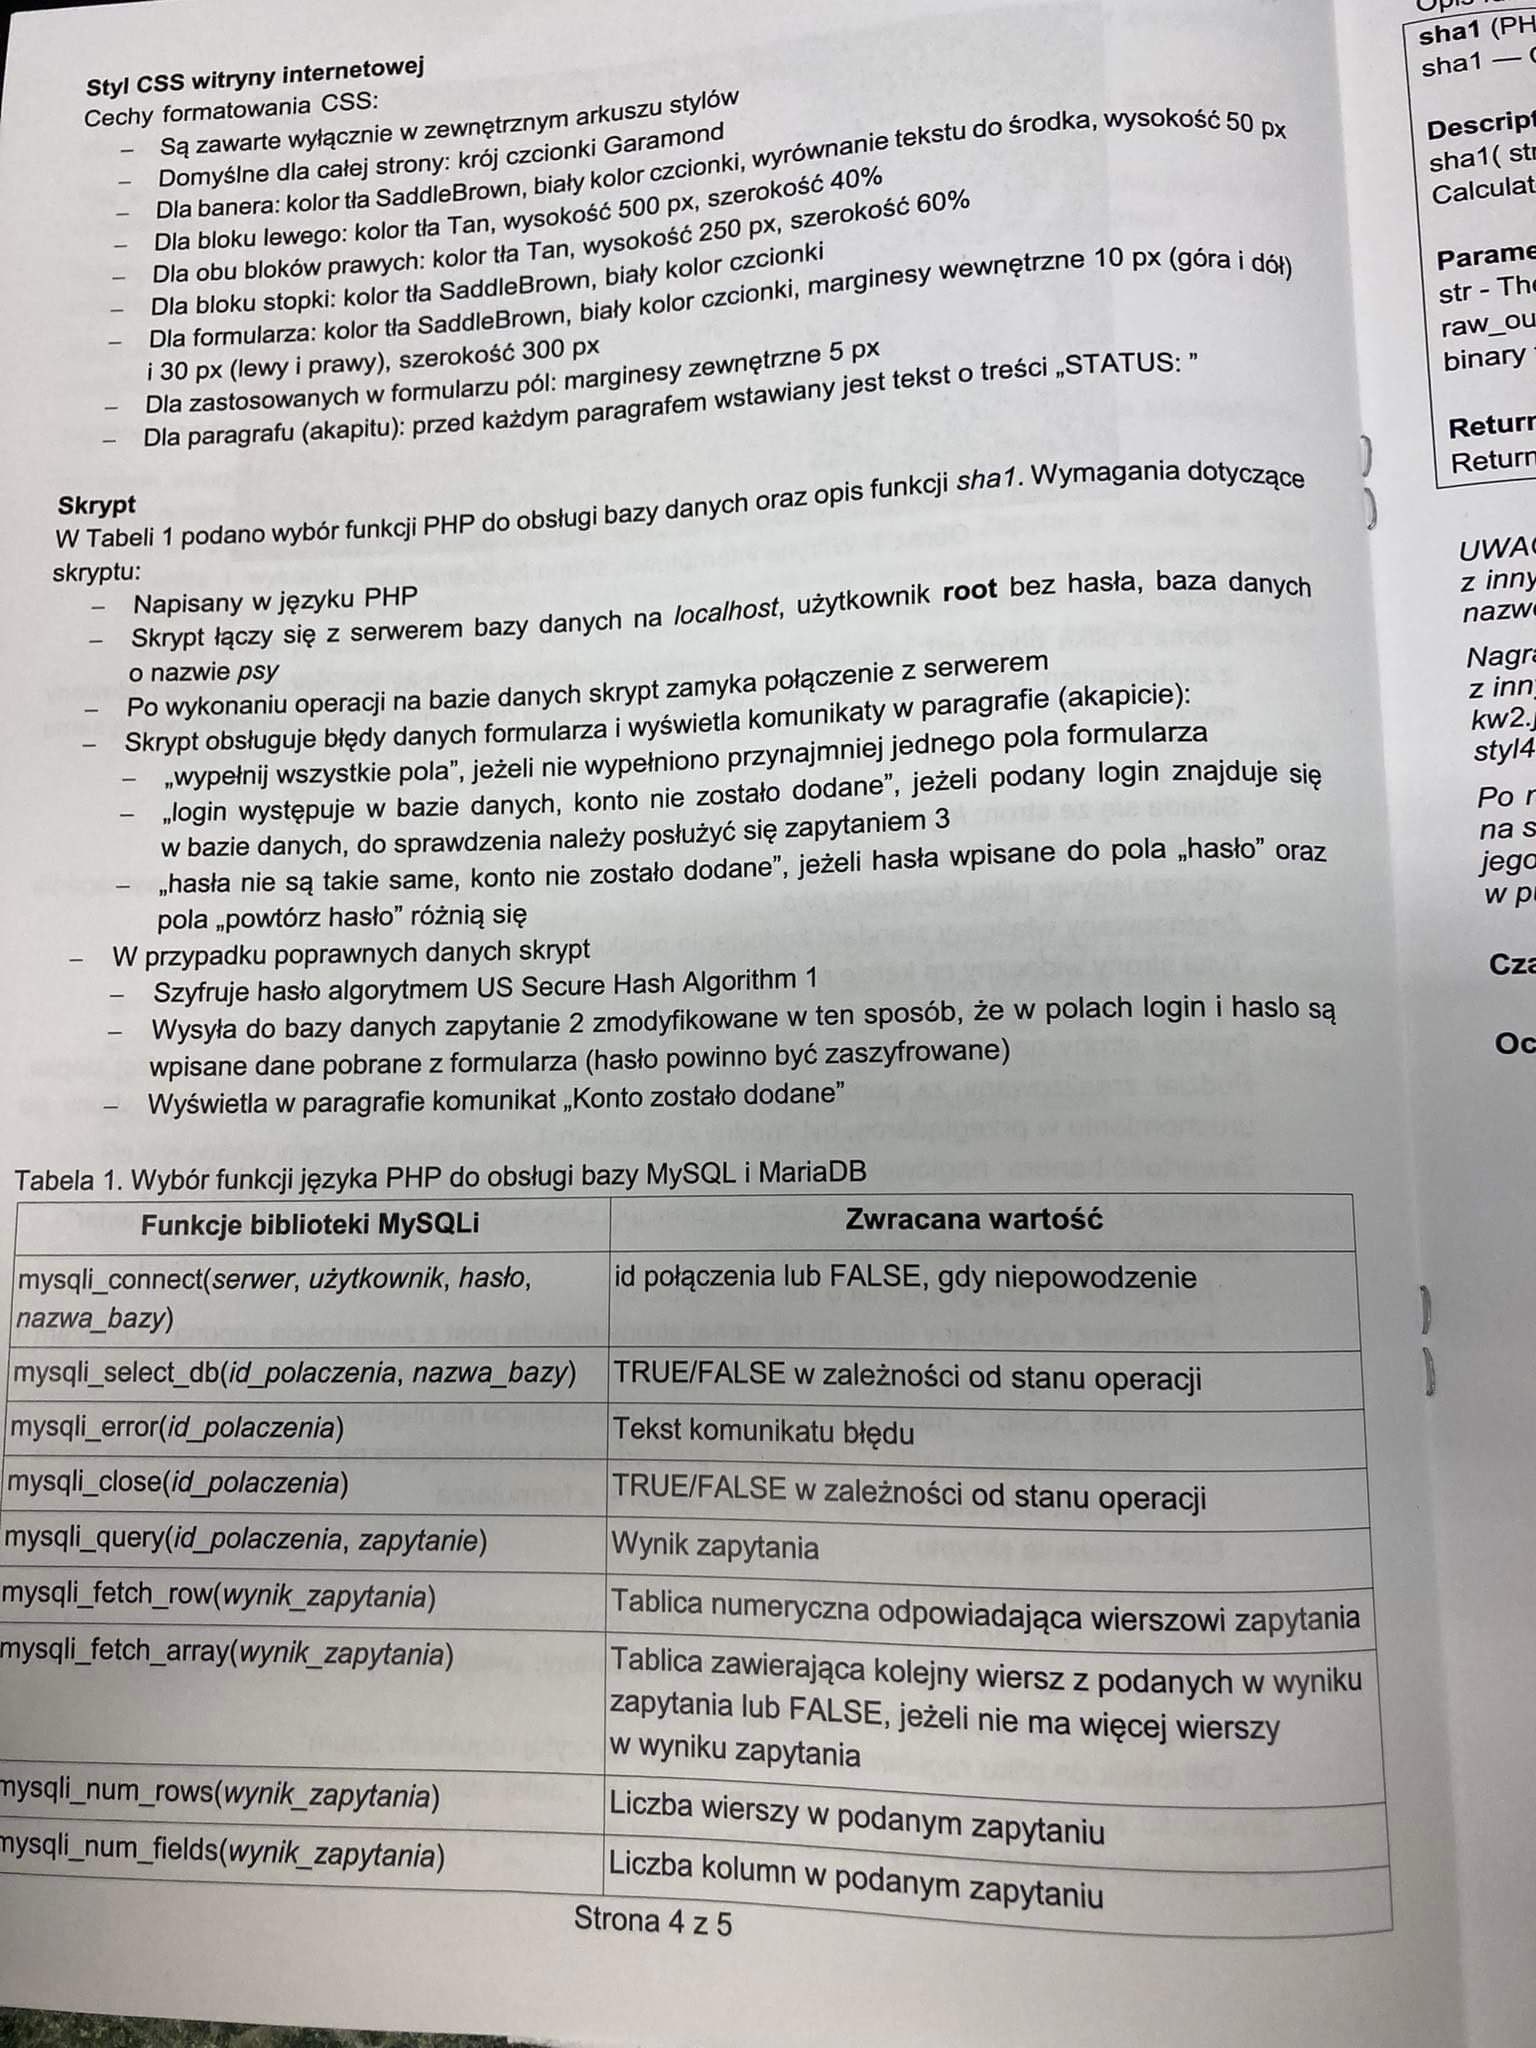 Styl CSS witryny internetowej
Cechy formatowania CSS:
– Są zawarte wyłącznie w zewnętrznym arkuszu stylów
– Domyślne dla całej strony: krój czcionki Garamond
– Dla banera: kolor tła SaddleBrown, biały kolor czcionki, wyrównanie tekstu do środka, wysokość 50 px
– Dla bloku lewego: kolor tła Tan, wysokość 500 px, szerokość 40%
– Dla obu bloków prawych: kolor tła Tan, wysokość 250 px, szerokość 60%
– Dla bloku stopki: kolor tła SaddleBrown, biały kolor czcionki
– Dla formularza: kolor tła SaddleBrown, biały kolor czcionki, marginesy wewnętrzne 10 px (góra i dół)
i 30 px (lewy i prawy), szerokość 300 px
– Dla zastosowanych w formularzu pól: marginesy zewnętrzne 5 px
– Dla paragrafu (akapitu): przed każdym paragrafem wstawiany jest tekst o treści „STATUS: ”
Skrypt
W Tabeli 1 podano wybór funkcji PHP do obsługi bazy danych oraz opis funkcji sha1. Wymagania dotyczące
skryptu:
– Napisany w języku PHP
– Skrypt łączy się z serwerem bazy danych na localhost, użytkownik root bez hasła, baza danych
o nazwie psy
– Po wykonaniu operacji na bazie danych skrypt zamyka połączenie z serwerem
– Skrypt obsługuje błędy danych formularza i wyświetla komunikaty w paragrafie (akapicie):
– „wypełnij wszystkie pola”, jeżeli nie wypełniono przynajmniej jednego pola formularza
– „login występuje w bazie danych, konto nie zostało dodane”, jeżeli podany login znajduje się
w bazie danych, do sprawdzenia należy posłużyć się zapytaniem 3
– „hasła nie są takie same, konto nie zostało dodane”, jeżeli hasła wpisane do pola „hasło” oraz
pola „powtórz hasło” różnią się
– W przypadku poprawnych danych skrypt
– Szyfruje hasło algorytmem US Secure Hash Algorithm 1
– Wysyła do bazy danych zapytanie 2 zmodyfikowane w ten sposób, że w polach login i haslo są
wpisane dane pobrane z formularza (hasło powinno być zaszyfrowane)
– Wyświetla w paragrafie komunikat „Konto zostało dodane”
Tabela 1. Wybór funkcji języka PHP do obsługi bazy MySQL i MariaDB
Funkcje biblioteki MySQLi Zwracana wartość
mysqli_connect(serwer, użytkownik, hasło, id połączenia lub FALSE, gdy niepowodzenie
nazwa_bazy)
mysqli_select_db(id_polaczenia, nazwa_bazy) TRUE/FALSE w zależności od stanu operacji
mysqli_error(id_polaczenia) Tekst komunikatu błędu
mysqli_close(id_polaczenia) TRUE/FALSE w zależności od stanu operacji
mysqli_query(id_polaczenia, zapytanie) Wynik zapytania
mysqli_fetch_row(wynik_zapytania) Tablica numeryczna odpowiadająca wierszowi zapytania
mysqli_fetch_array(wynik_zapytania) Tablica zawierająca kolejny wiersz z podanych w wyniku
zapytania lub FALSE, jeżeli nie ma więcej wierszy
w wyniku zapytania
mysqli_num_rows(wynik_zapytania) Liczba wierszy w podanym zapytaniu
mysqli_num_fields(wynik_zapytania) Liczba kolumn w podanym zapytaniu
Strona 4 z 5
sha1 (PH
sha1 —
Descript
sha1( str
Calculat
Parame
str - The
raw_ou
binary
Return
Return
z inny
z inn
kw2.
styl4
Po
na s
jego
w